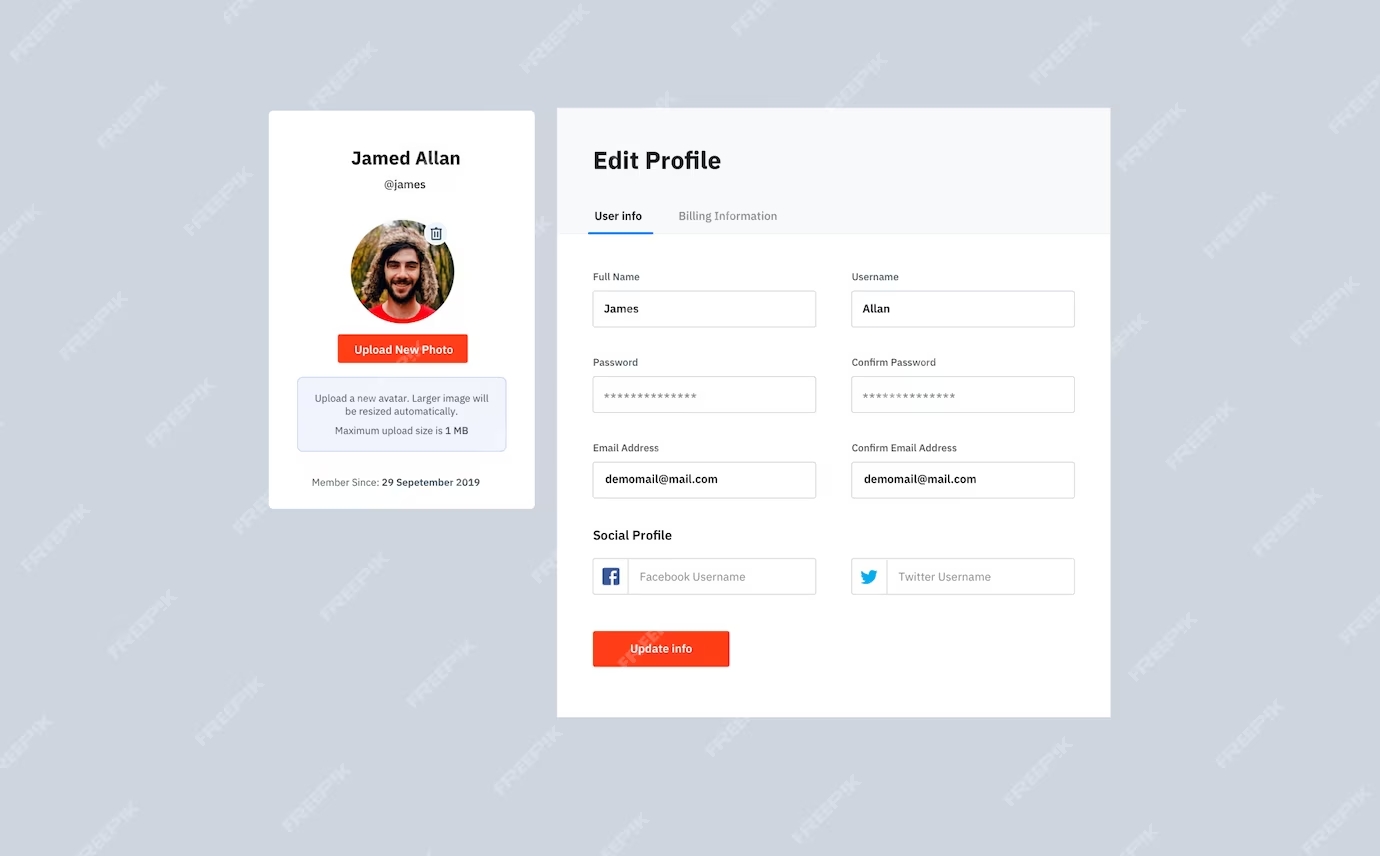 Jamed Allan
@james
Upload New Photo
Upload a new avatar. Larger image will
be resized automatically.
Maximum upload size is 1 MB
Member Since: 29 Sepetember 2019
Edit Profile
User info
Billing Information
Full Name
Username
James
Allan
Password
Confirm Password
**************
**************
Email Address
Confirm Email Address
demomail@mail.com
demomail@mail.com
Social Profile
Facebook Username
Twitter Username
Update info
FREEPIK